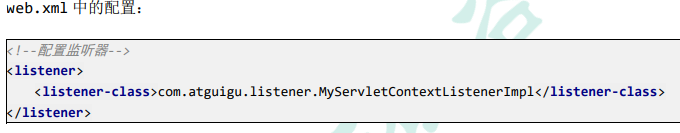 web.xml 中的配置：
<!--配置监听器-->
<listener>
    <listener-class>com.atguigu.listener.MyServletContextListenerImpl</listener-class>
</listener>